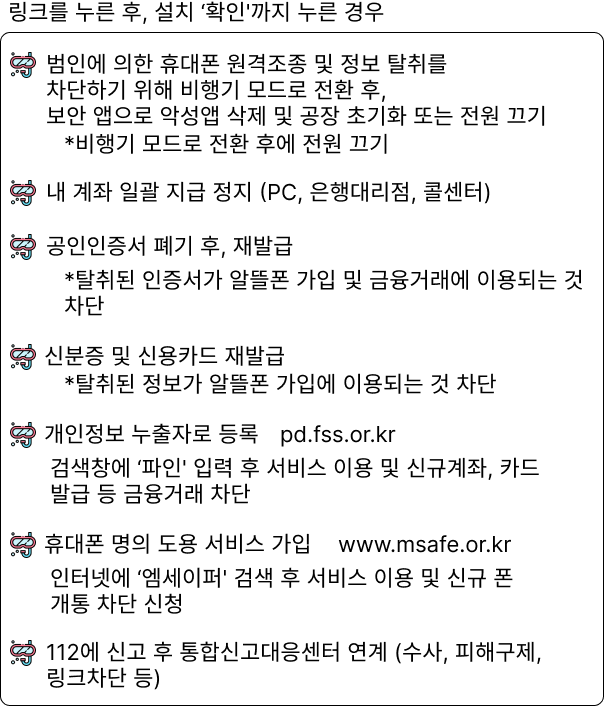 링크를 누른 후, 설치 ‘확인'까지 누른 경우
범인에 의한 휴대폰 원격조종 및 정보 탈취를
차단하기 위해 비행기 모드로 전환 후,
보안 앱으로 악성앱 삭제 및 공장 초기화 또는 전원 끄기
*비행기 모드로 전환 후에 전원 끄기
내 계좌 일괄 지급 정지 (PC, 은행대리점, 콜센터)
공인인증서 폐기 후, 재발급
*탈취된 인증서가 알뜰폰 가입 및 금융거래에 이용되는 것
차단
신분증 및 신용카드 재발급
*탈취된 정보가 알뜰폰 가입에 이용되는 것 차단
개인정보 누출자로 등록 pd.fss.or.kr
검색창에 ‘파인' 입력 후 서비스 이용 및 신규계좌, 카드
발급 등 금융거래 차단
휴대폰 명의 도용 서비스 가입 www.msafe.or.kr
인터넷에 ‘엠세이퍼' 검색 후 서비스 이용 및 신규 폰
개통 차단 신청
112에 신고 후 통합신고대응센터 연계 (수사, 피해구제,
링크차단 등)